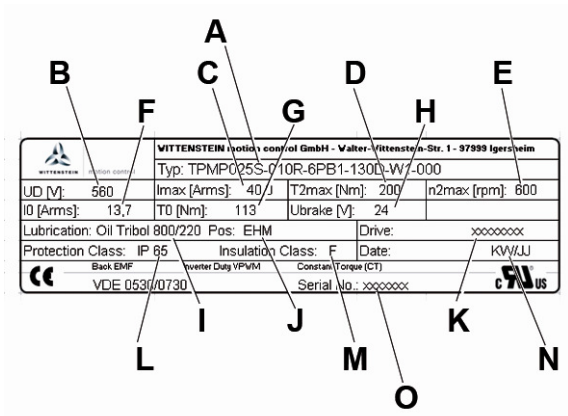 A
B
C
D
E
F
G
H
WITTENSTEIN motion control GmbH - Walter-Wittenstein-Str. 1 - 97999 Igersheim
WITTENSTEIN motion control
Typ: TPMP025S-010R-6PB1-130D-W1-000
UD [V]: 560 Imax [Arms]: 40,0 T2max [Nm]: 200 n2max [rpm]: 600
I0 [Arms]: 13,7 T0 [Nm]: 113 Ubrake [V]: 24
Lubrication: Oil Tribol 800/220 Pos: EHM Drive: xxxxxxxx
Protection Class: IP 65 Insulation Class: F Date: KW/JJ
CE Back EMF Inverter Duty VPWM Constant Torque (CT)
VDE 0530/0730 Serial No.: xxxxxxx c US
I
J
K
L
M
N
O